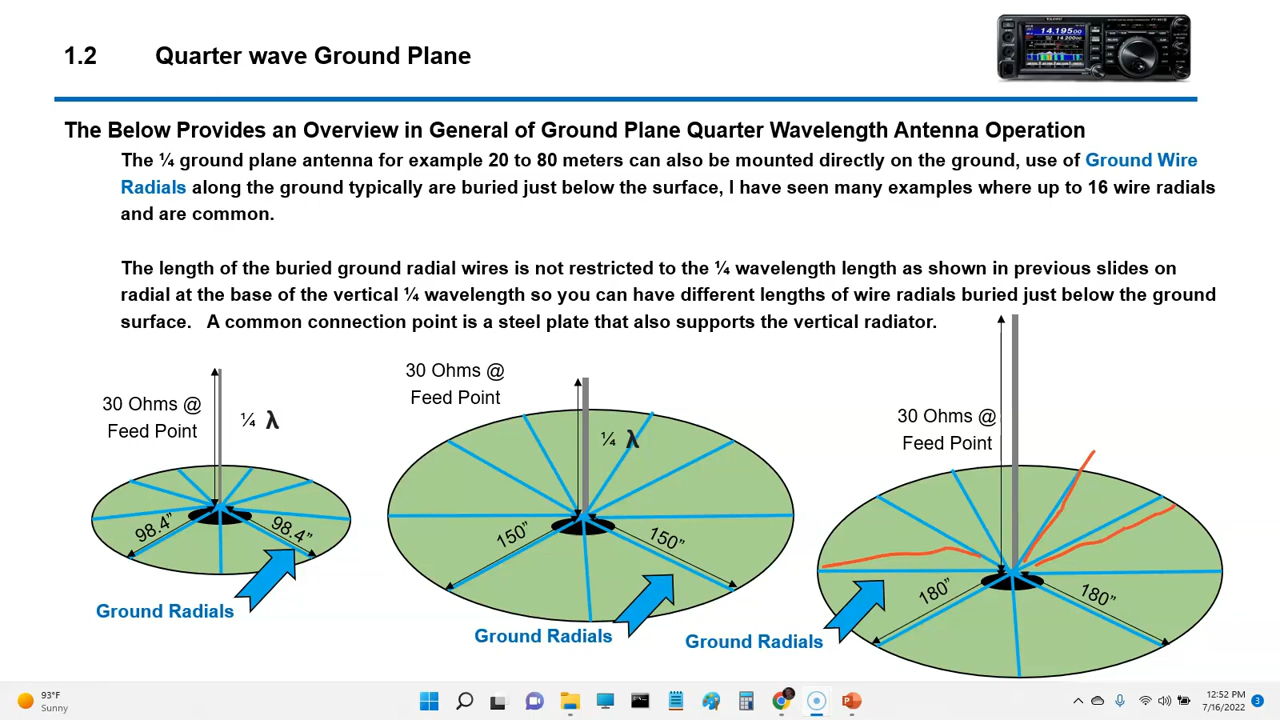 1.2 Quarter wave Ground Plane
14.195.00
14.200.0
The Below Provides an Overview in General of Ground Plane Quarter Wavelength Antenna Operation
The ¼ ground plane antenna for example 20 to 80 meters can also be mounted directly on the ground, use of Ground Wire
Radials along the ground typically are buried just below the surface, I have seen many examples where up to 16 wire radials
and are common.
The length of the buried ground radial wires is not restricted to the ¼ wavelength length as shown in previous slides on
radial at the base of the vertical ¼ wavelength so you can have different lengths of wire radials buried just below the ground
surface. A common connection point is a steel plate that also supports the vertical radiator.
30 Ohms @
Feed Point
¼ λ
98.4”
98.4”
Ground Radials
30 Ohms @
Feed Point
¼ λ
150”
150”
Ground Radials
30 Ohms @
Feed Point
180”
180”
Ground Radials
93°F
Sunny
12:52 PM
7/16/2022
3